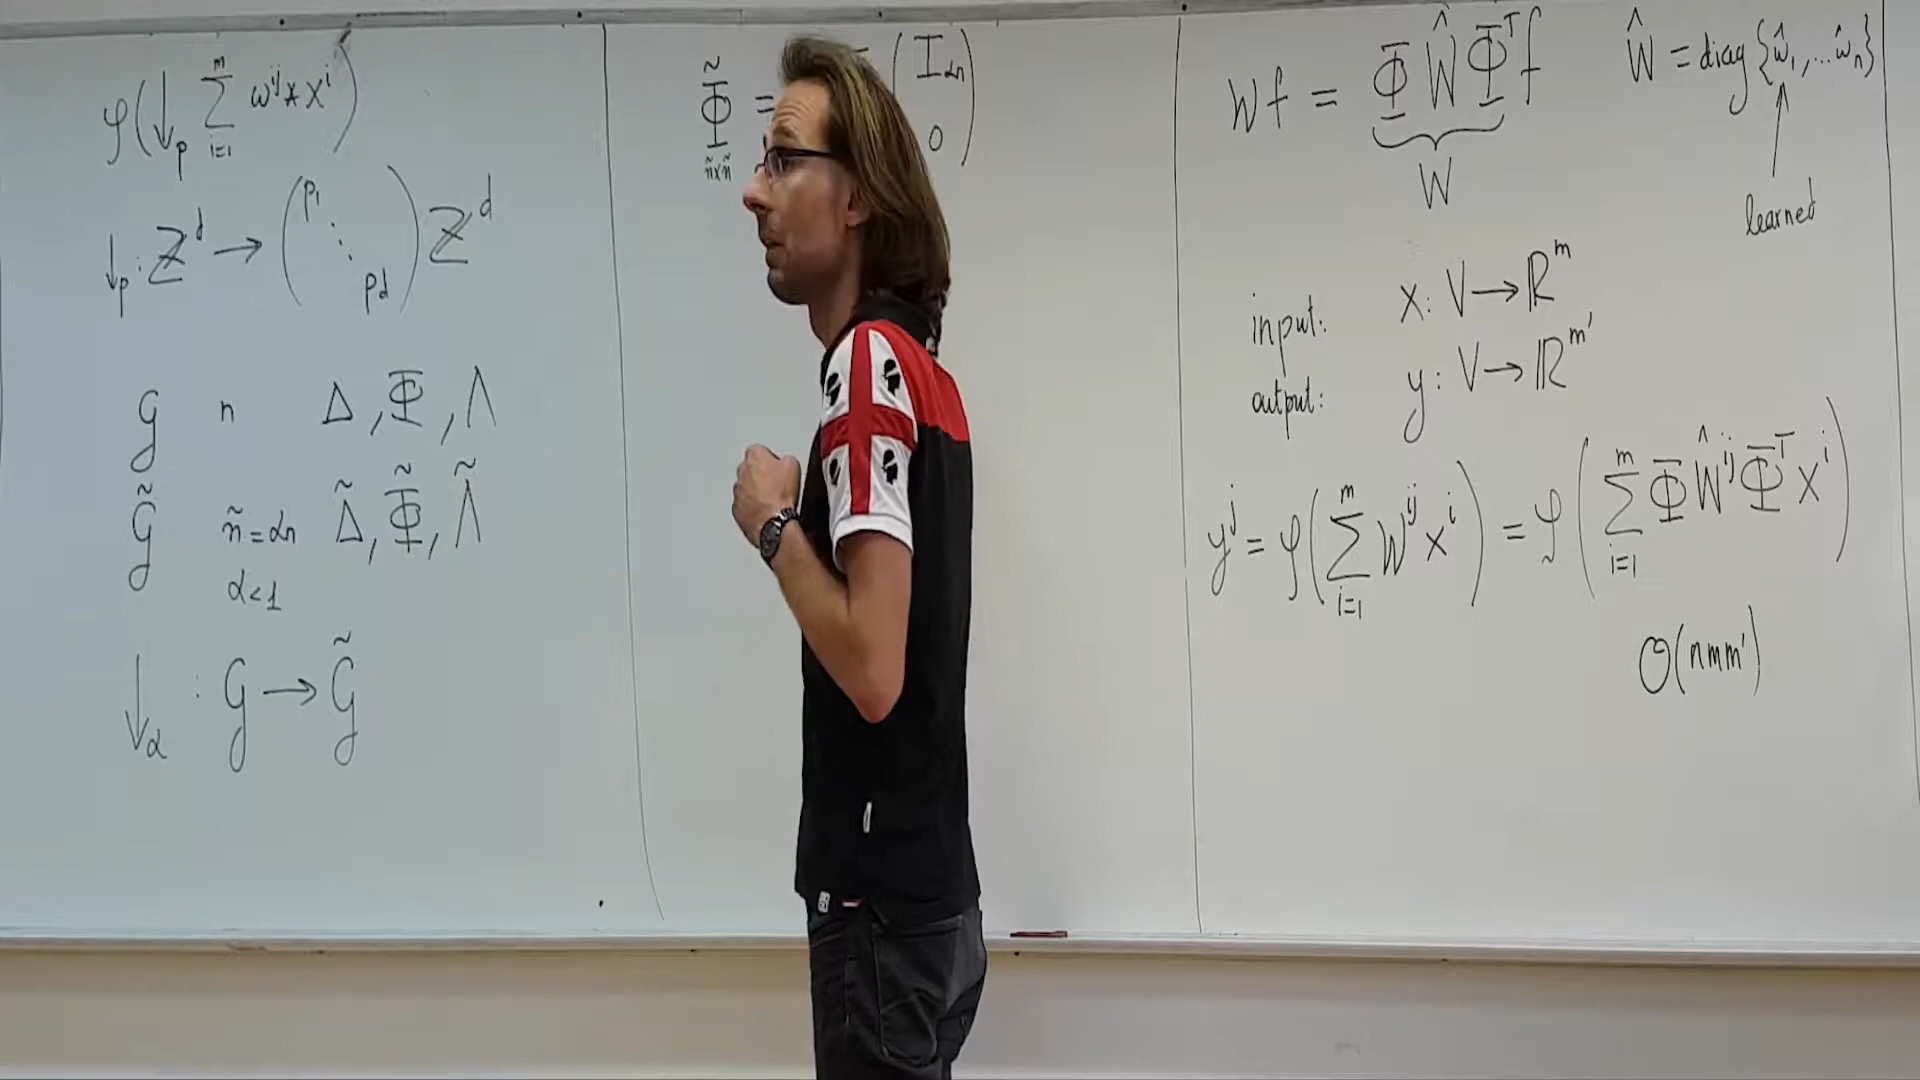 φ(↓p Σ_{i=1}^{m} w^{ij} ⋆ x^i)
↓p : ℤ^d → (p1 ⋱ pd) ℤ^d
G n Δ, Φ, Λ
G̃ ñ = αn Δ̃, Φ̃, Λ̃
α<1
↓α : G → G̃
Φ̃ = (I_{αn}
0)
ñ×ñ
Wf = Φ Ŵ Φ^T f
W
Ŵ = diag{ŵ1, ... ŵn}
learned
input: x: V → ℝ^m
output: y: V → ℝ^{m'}
y^j = φ(Σ_{i=1}^{m} W^{ij} x^i) = φ(Σ_{i=1}^{m} Φ Ŵ^{ij} Φ^T x^i)
O(nmm')